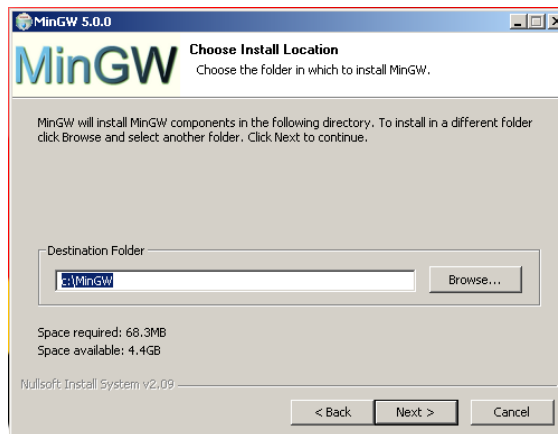 MinGW 5.0.0
MinGW
Choose Install Location
Choose the folder in which to install MinGW.
MinGW will install MinGW components in the following directory. To install in a different folder
click Browse and select another folder. Click Next to continue.
Destination Folder
c:\MinGW
Browse...
Space required: 68.3MB
Space available: 4.4GB
Nullsoft Install System v2.09
< Back
Next >
Cancel